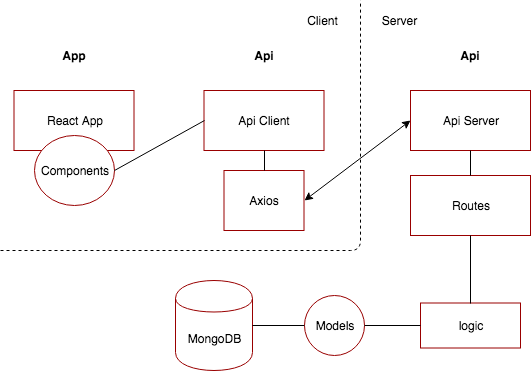 Client
Server
App
Api
Api
React App
Api Client
Api Server
Components
Axios
Routes
MongoDB
Models
logic